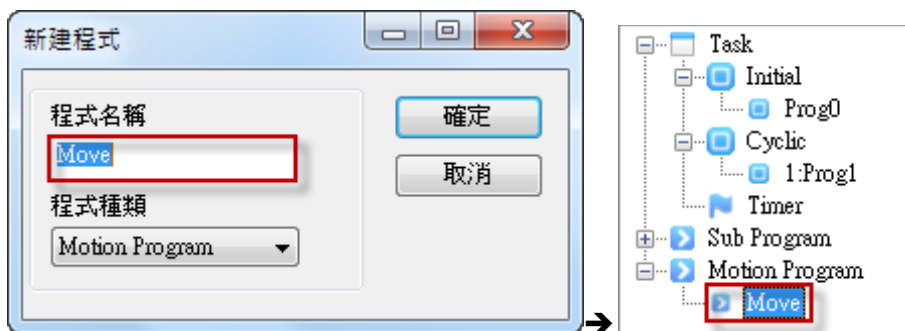 新建程式
程式名稱
Move
程式種類
Motion Program
確定
取消
➔
Task
Initial
Prog0
Cyclic
1:Prog1
Timer
Sub Program
Motion Program
Move